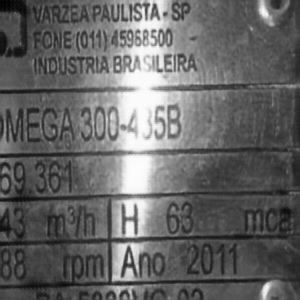 VARZEA PAULISTA - SP
FONE (011) 45968500
INDUSTRIA BRASILEIRA
OMEGA 300-435B
69 361
43 m³/h H 63 mca
88 rpm Ano 2011